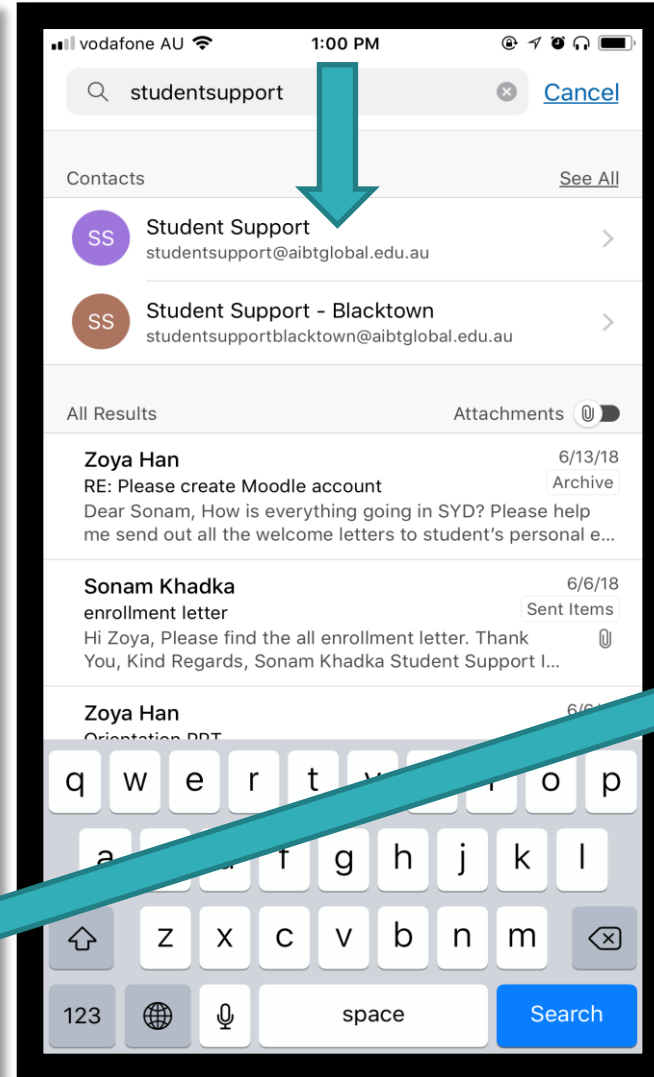 vodafone AU 1:00 PM
studentsupport Cancel
Contacts See All
SS Student Support
studentsupport@aibtglobal.edu.au
SS Student Support - Blacktown
studentsupportblacktown@aibtglobal.edu.au
All Results Attachments
Zoya Han 6/13/18
RE: Please create Moodle account Archive
Dear Sonam, How is everything going in SYD? Please help
me send out all the welcome letters to student's personal e...
Sonam Khadka 6/6/18
enrollment letter Sent Items
Hi Zoya, Please find the all enrollment letter. Thank
You, Kind Regards, Sonam Khadka Student Support I...
Zoya Han
Orientation PPT
q w e r t o p
a f g h j k l
z x c v b n m
123 space Search